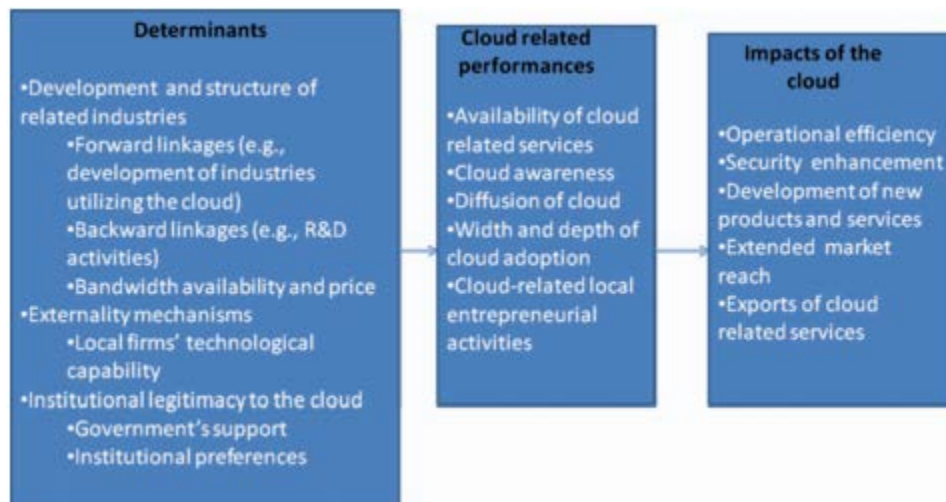 Determinants
•Development and structure of
related industries
•Forward linkages (e.g.,
development of industries
utilizing the cloud)
•Backward linkages (e.g., R&D
activities)
•Bandwidth availability and price
•Externality mechanisms
•Local firms' technological
capability
•Institutional legitimacy to the cloud
•Government's support
•Institutional preferences
Cloud related
performances
•Availability of cloud
related services
•Cloud awareness
•Diffusion of cloud
•Width and depth of
cloud adoption
•Cloud-related local
entrepreneurial
activities
Impacts of the
cloud
•Operational efficiency
•Security enhancement
•Development of new
products and services
•Extended market
reach
•Exports of cloud
related services